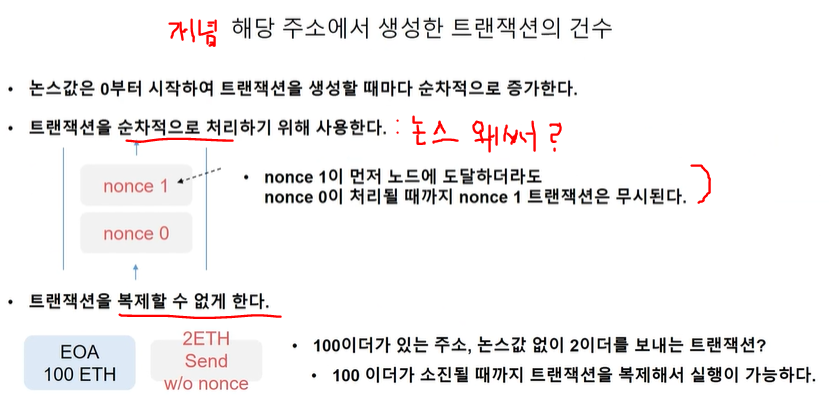 개념 해당 주소에서 생성한 트랜잭션의 건수
• 논스값은 0부터 시작하여 트랜잭션을 생성할 때마다 순차적으로 증가한다.
• 트랜잭션을 순차적으로 처리하기 위해 사용한다. : 논스 왜써서?
nonce 1
• nonce 1이 먼저 노드에 도달하더라도
nonce 0이 처리될 때까지 nonce 1 트랜잭션은 무시된다.
nonce 0
• 트랜잭션을 복제할 수 없게 한다.
EOA
100 ETH
2ETH
Send
w/o nonce
• 100이더가 있는 주소, 논스값 없이 2이더를 보내는 트랜잭션?
• 100 이더가 소진될 때까지 트랜잭션을 복제해서 실행이 가능하다.